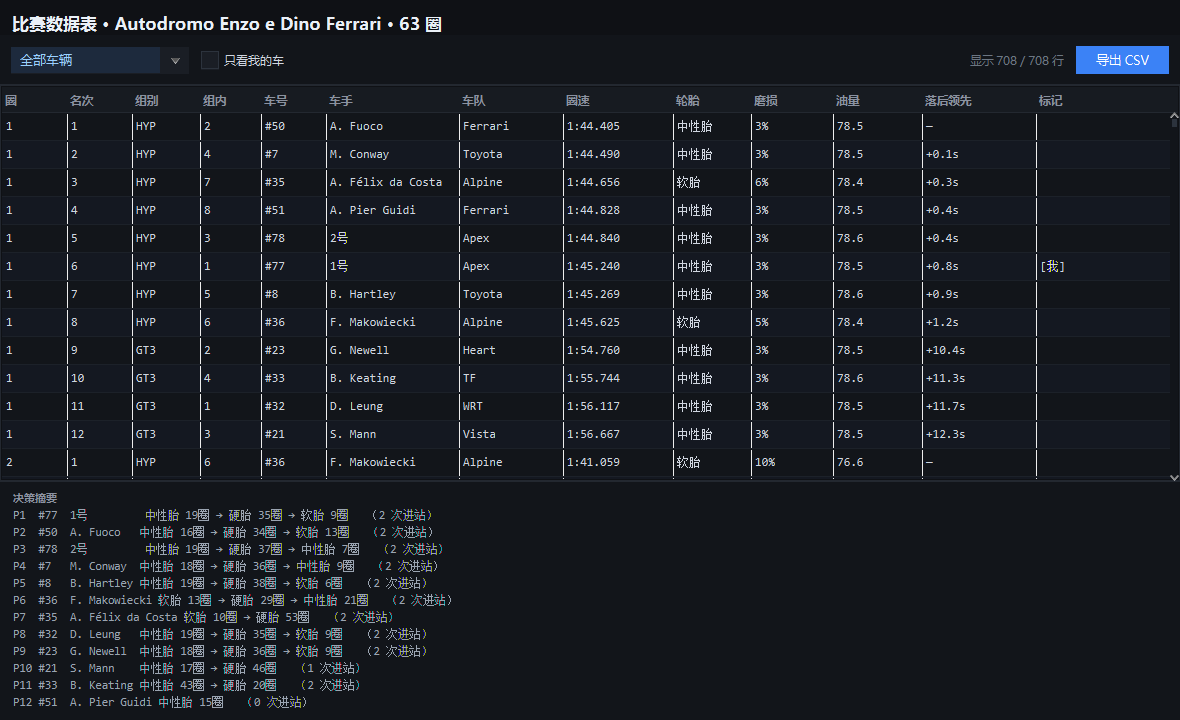 比赛数据表 • Autodromo Enzo e Dino Ferrari • 63 圈
全部车辆 只看我的车 显示 708 / 708 行 导出 CSV
圈 名次 组别 组内 车号 车手 车队 圈速 轮胎 磨损 油量 落后领先 标记
1 1 HYP 2 #50 A. Fuoco Ferrari 1:44.405 中性胎 3% 78.5 —
1 2 HYP 4 #7 M. Conway Toyota 1:44.490 中性胎 3% 78.5 +0.1s
1 3 HYP 7 #35 A. Félix da Costa Alpine 1:44.656 软胎 6% 78.4 +0.3s
1 4 HYP 8 #51 A. Pier Guidi Ferrari 1:44.828 中性胎 3% 78.5 +0.4s
1 5 HYP 3 #78 2号 Apex 1:44.840 中性胎 3% 78.6 +0.4s
1 6 HYP 1 #77 1号 Apex 1:45.240 中性胎 3% 78.5 +0.8s [我]
1 7 HYP 5 #8 B. Hartley Toyota 1:45.269 中性胎 3% 78.6 +0.9s
1 8 HYP 6 #36 F. Makowiecki Alpine 1:45.625 软胎 5% 78.4 +1.2s
1 9 GT3 2 #23 G. Newell Heart 1:54.760 中性胎 3% 78.5 +10.4s
1 10 GT3 4 #33 B. Keating TF 1:55.744 中性胎 3% 78.6 +11.3s
1 11 GT3 1 #32 D. Leung WRT 1:56.117 中性胎 3% 78.5 +11.7s
1 12 GT3 3 #21 S. Mann Vista 1:56.667 中性胎 3% 78.5 +12.3s
2 1 HYP 6 #36 F. Makowiecki Alpine 1:41.059 软胎 10% 76.6 —
决策摘要
P1 #77 1号 中性胎 19圈 → 硬胎 35圈 → 软胎 9圈 (2 次进站)
P2 #50 A. Fuoco 中性胎 16圈 → 硬胎 34圈 → 软胎 13圈 (2 次进站)
P3 #78 2号 中性胎 19圈 → 硬胎 37圈 → 中性胎 7圈 (2 次进站)
P4 #7 M. Conway 中性胎 18圈 → 硬胎 36圈 → 中性胎 9圈 (2 次进站)
P5 #8 B. Hartley 中性胎 19圈 → 硬胎 38圈 → 软胎 6圈 (2 次进站)
P6 #36 F. Makowiecki 软胎 13圈 → 硬胎 29圈 → 中性胎 21圈 (2 次进站)
P7 #35 A. Félix da Costa 软胎 10圈 → 硬胎 53圈 (2 次进站)
P8 #32 D. Leung 中性胎 19圈 → 硬胎 35圈 → 软胎 9圈 (2 次进站)
P9 #23 G. Newell 中性胎 18圈 → 硬胎 36圈 → 软胎 9圈 (2 次进站)
P10 #21 S. Mann 中性胎 17圈 → 硬胎 46圈 (1 次进站)
P11 #33 B. Keating 中性胎 43圈 → 硬胎 20圈 (2 次进站)
P12 #51 A. Pier Guidi 中性胎 15圈 (0 次进站)